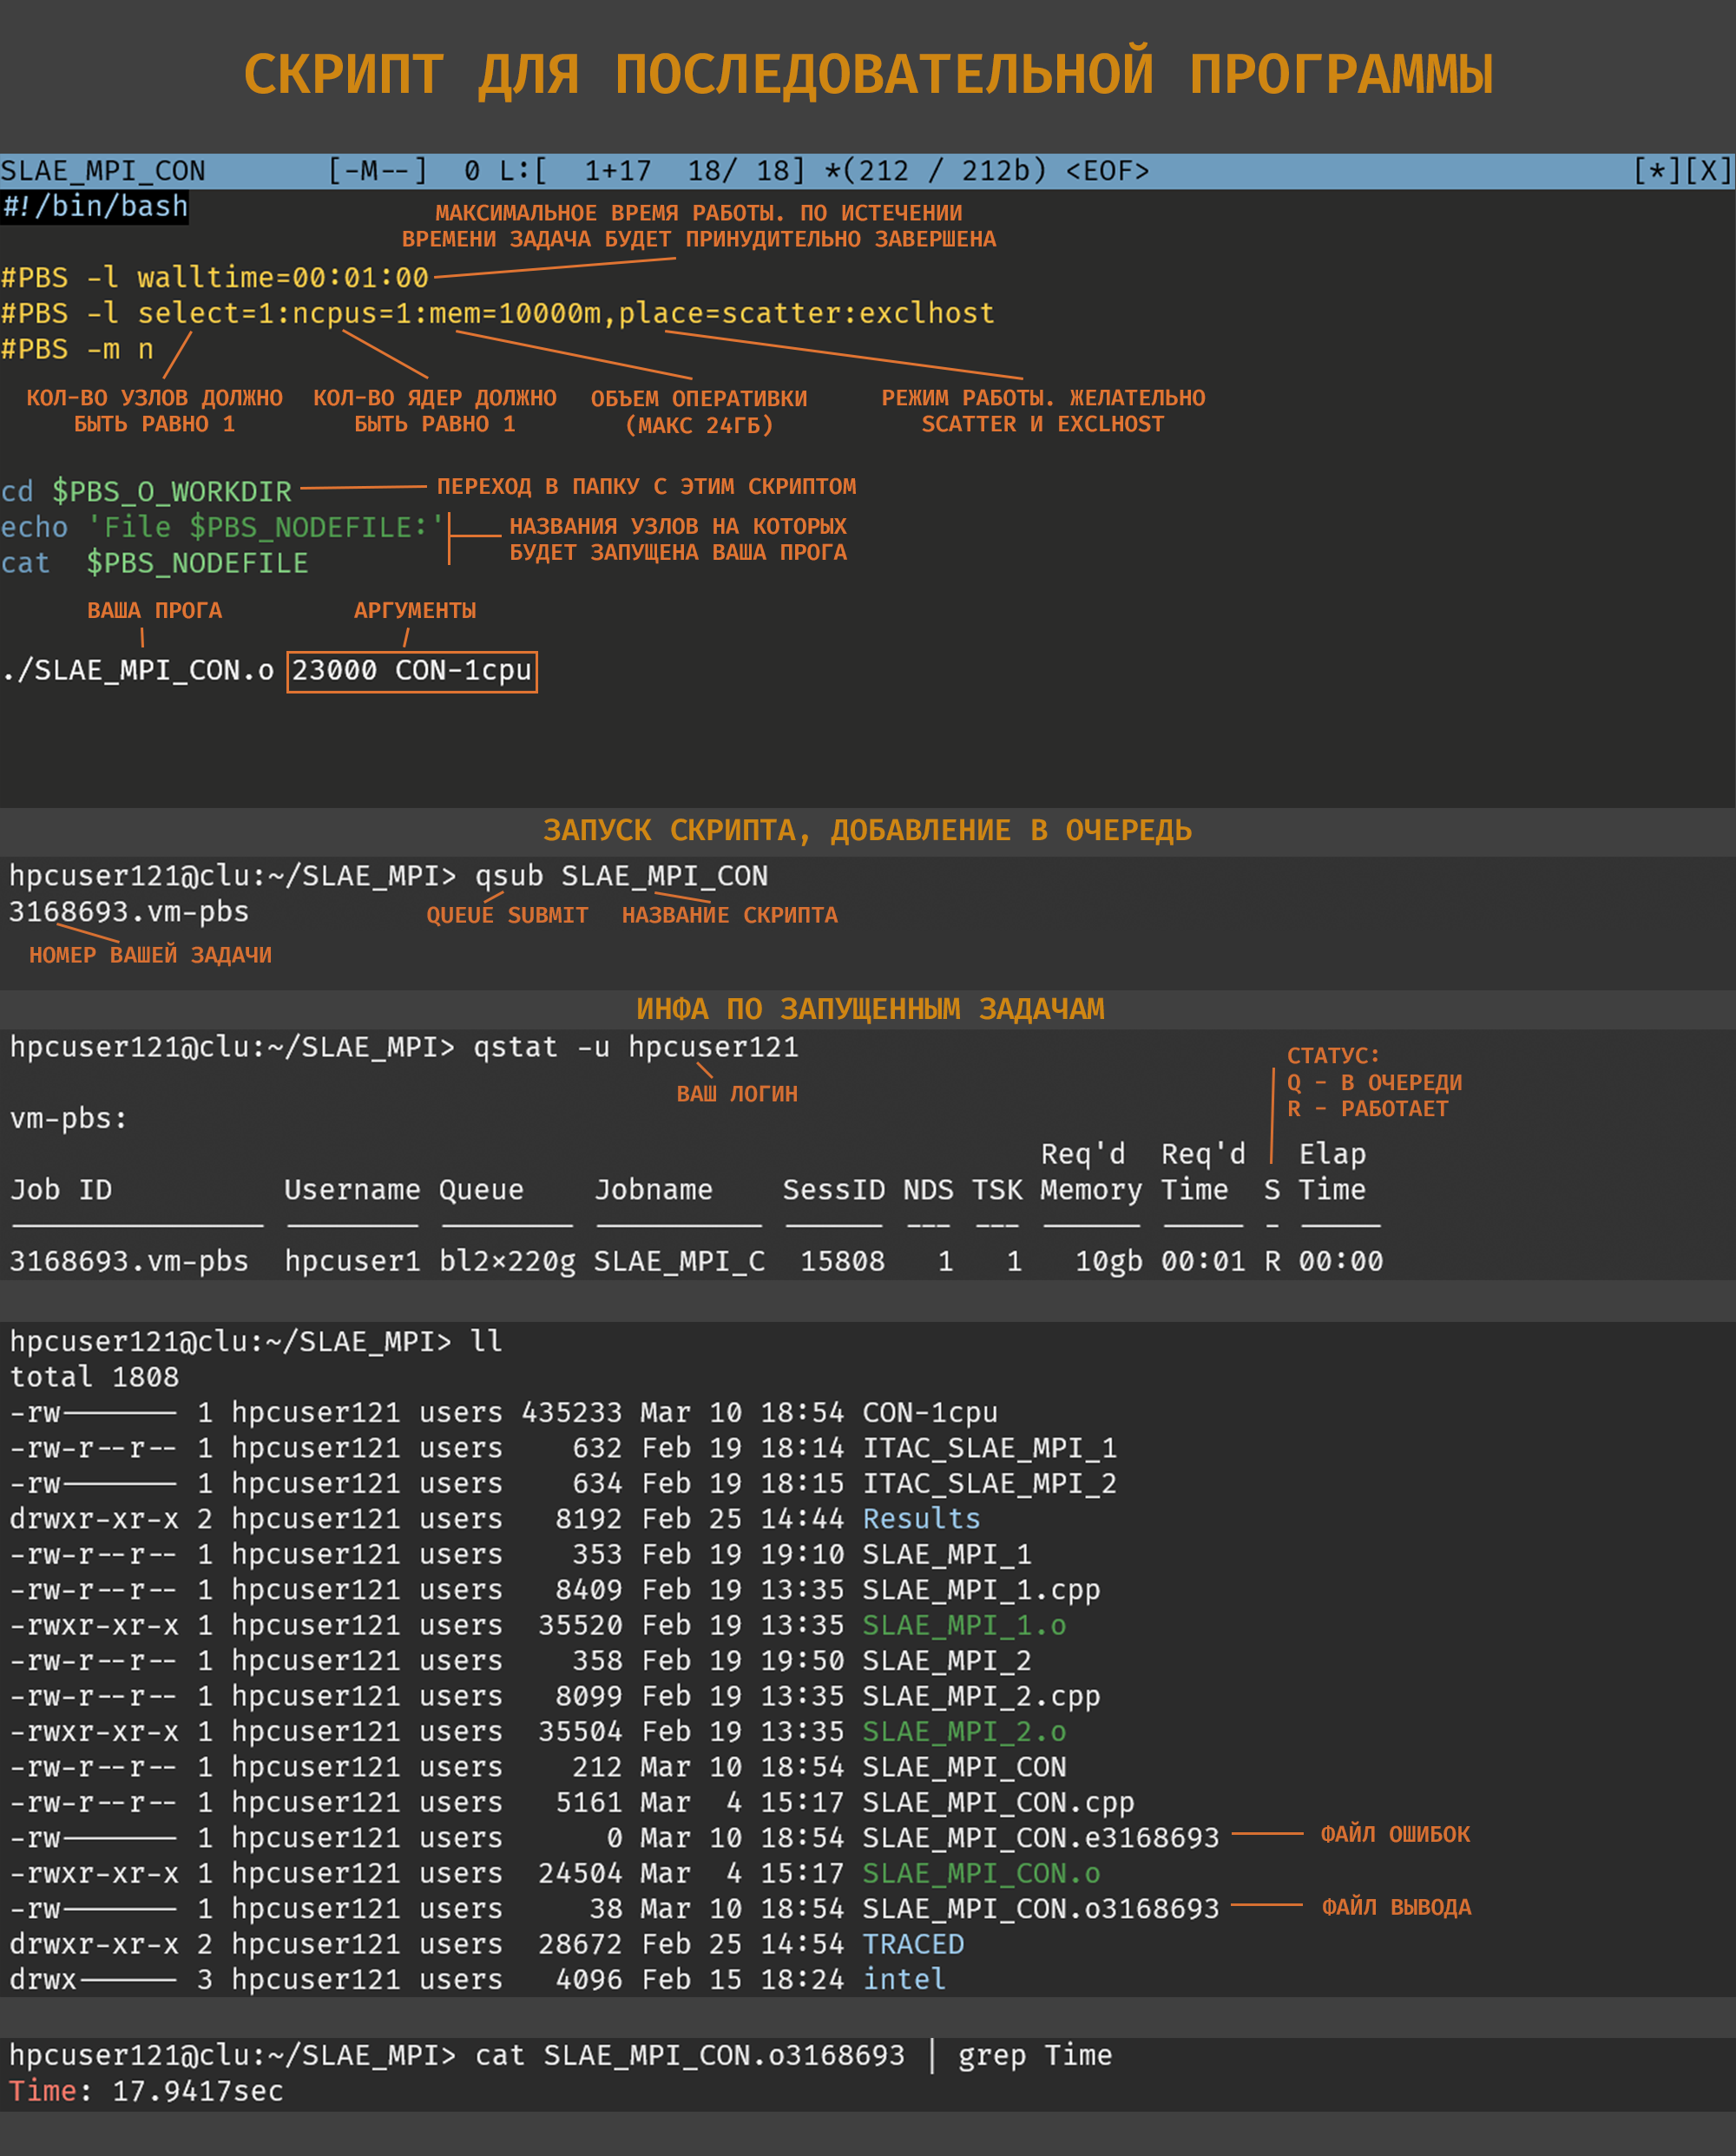 СКРИПТ ДЛЯ ПОСЛЕДОВАТЕЛЬНОЙ ПРОГРАММЫ
SLAE_MPI_CON [-M--] 0 L:[ 1+17 18/ 18] *(212 / 212b) <EOF> [*][X]
#!/bin/bash
МАКСИМАЛЬНОЕ ВРЕМЯ РАБОТЫ. ПО ИСТЕЧЕНИИ
ВРЕМЕНИ ЗАДАЧА БУДЕТ ПРИНУДИТЕЛЬНО ЗАВЕРШЕНА
#PBS -l walltime=00:01:00
#PBS -l select=1:ncpus=1:mem=10000m,place=scatter:exclhost
#PBS -m n
КОЛ-ВО УЗЛОВ ДОЛЖНО
БЫТЬ РАВНО 1
КОЛ-ВО ЯДЕР ДОЛЖНО
БЫТЬ РАВНО 1
ОБЪЕМ ОПЕРАТИВКИ
(МАКС 24ГБ)
РЕЖИМ РАБОТЫ. ЖЕЛАТЕЛЬНО
SCATTER И EXCLHOST
cd $PBS_O_WORKDIR
ПЕРЕХОД В ПАПКУ С ЭТИМ СКРИПТОМ
echo 'File $PBS_NODEFILE:'
cat $PBS_NODEFILE
НАЗВАНИЯ УЗЛОВ НА КОТОРЫХ
БУДЕТ ЗАПУЩЕНА ВАША ПРОГА
ВАША ПРОГА
АРГУМЕНТЫ
./SLAE_MPI_CON.o 23000 CON-1cpu
ЗАПУСК СКРИПТА, ДОБАВЛЕНИЕ В ОЧЕРЕДЬ
hpcuser121@clu:~/SLAE_MPI> qsub SLAE_MPI_CON
3168693.vm-pbs
QUEUE SUBMIT
НАЗВАНИЕ СКРИПТА
НОМЕР ВАШЕЙ ЗАДАЧИ
ИНФА ПО ЗАПУЩЕННЫМ ЗАДАЧАМ
hpcuser121@clu:~/SLAE_MPI> qstat -u hpcuser121
ВАШ ЛОГИН
СТАТУС:
Q - В ОЧЕРЕДИ
R - РАБОТАЕТ
vm-pbs:
Req'd Req'd Elap
Job ID Username Queue Jobname SessID NDS TSK Memory Time S Time
--------------- -------- -------- ---------- ------ --- --- ------ ----- - -----
3168693.vm-pbs hpcuser1 bl2×220g SLAE_MPI_C 15808 1 1 10gb 00:01 R 00:00
hpcuser121@clu:~/SLAE_MPI> ll
total 1808
-rw------- 1 hpcuser121 users 435233 Mar 10 18:54 CON-1cpu
-rw-r--r-- 1 hpcuser121 users 632 Feb 19 18:14 ITAC_SLAE_MPI_1
-rw------- 1 hpcuser121 users 634 Feb 19 18:15 ITAC_SLAE_MPI_2
drwxr-xr-x 2 hpcuser121 users 8192 Feb 25 14:44 Results
-rw-r--r-- 1 hpcuser121 users 353 Feb 19 19:10 SLAE_MPI_1
-rw-r--r-- 1 hpcuser121 users 8409 Feb 19 13:35 SLAE_MPI_1.cpp
-rwxr-xr-x 1 hpcuser121 users 35520 Feb 19 13:35 SLAE_MPI_1.o
-rw-r--r-- 1 hpcuser121 users 358 Feb 19 19:50 SLAE_MPI_2
-rw-r--r-- 1 hpcuser121 users 8099 Feb 19 13:35 SLAE_MPI_2.cpp
-rwxr-xr-x 1 hpcuser121 users 35504 Feb 19 13:35 SLAE_MPI_2.o
-rw-r--r-- 1 hpcuser121 users 212 Mar 10 18:54 SLAE_MPI_CON
-rw-r--r-- 1 hpcuser121 users 5161 Mar 4 15:17 SLAE_MPI_CON.cpp
-rw------- 1 hpcuser121 users 0 Mar 10 18:54 SLAE_MPI_CON.e3168693 ФАЙЛ ОШИБОК
-rwxr-xr-x 1 hpcuser121 users 24504 Mar 4 15:17 SLAE_MPI_CON.o
-rw------- 1 hpcuser121 users 38 Mar 10 18:54 SLAE_MPI_CON.o3168693 ФАЙЛ ВЫВОДА
drwxr-xr-x 2 hpcuser121 users 28672 Feb 25 14:54 TRACED
drwx------ 3 hpcuser121 users 4096 Feb 15 18:24 intel
hpcuser121@clu:~/SLAE_MPI> cat SLAE_MPI_CON.o3168693 | grep Time
Time: 17.9417sec